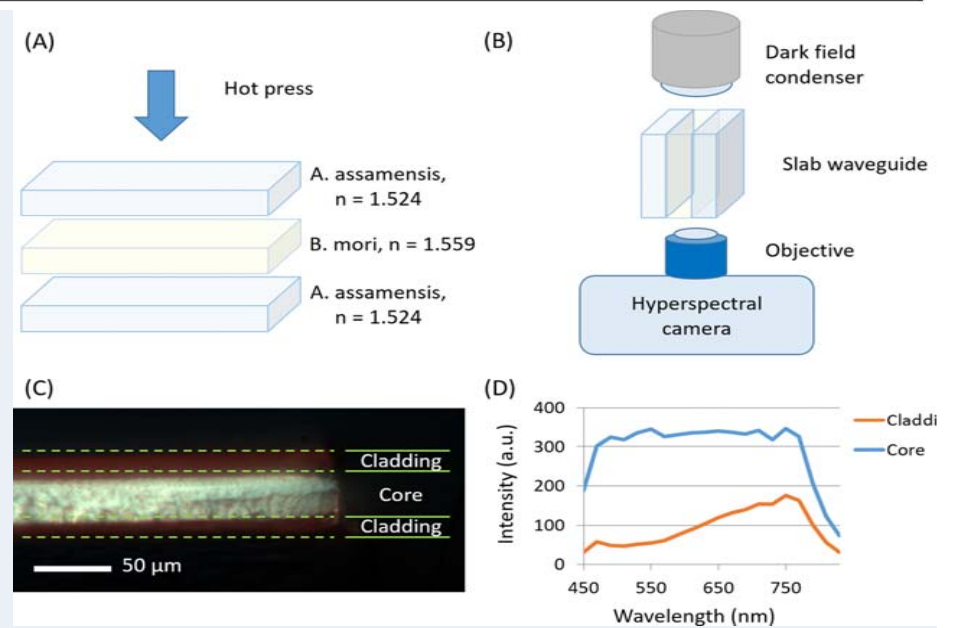 (A)
Hot press
A. assamensis,
n = 1.524
B. mori, n = 1.559
A. assamensis,
n = 1.524
(B)
Dark field
condenser
Slab waveguide
Objective
Hyperspectral
camera
(C)
Cladding
Core
Cladding
50 μm
(D)
Intensity (a.u.)
400
300
200
100
0
450
550
650
750
Wavelength (nm)
Claddi
Core